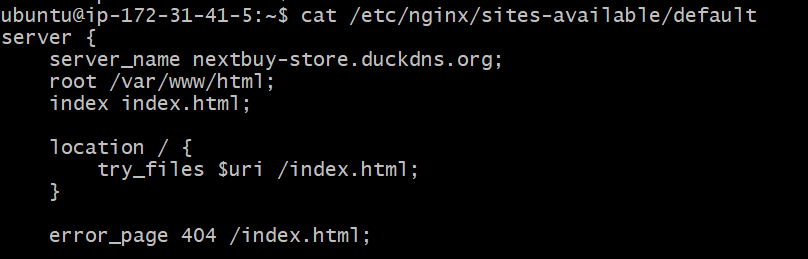 ubuntu@ip-172-31-41-5:~$ cat /etc/nginx/sites-available/default
server {
    server_name nextbuy-store.duckdns.org;
    root /var/www/html;
    index index.html;

    location / {
        try_files $uri /index.html;
    }

    error_page 404 /index.html;